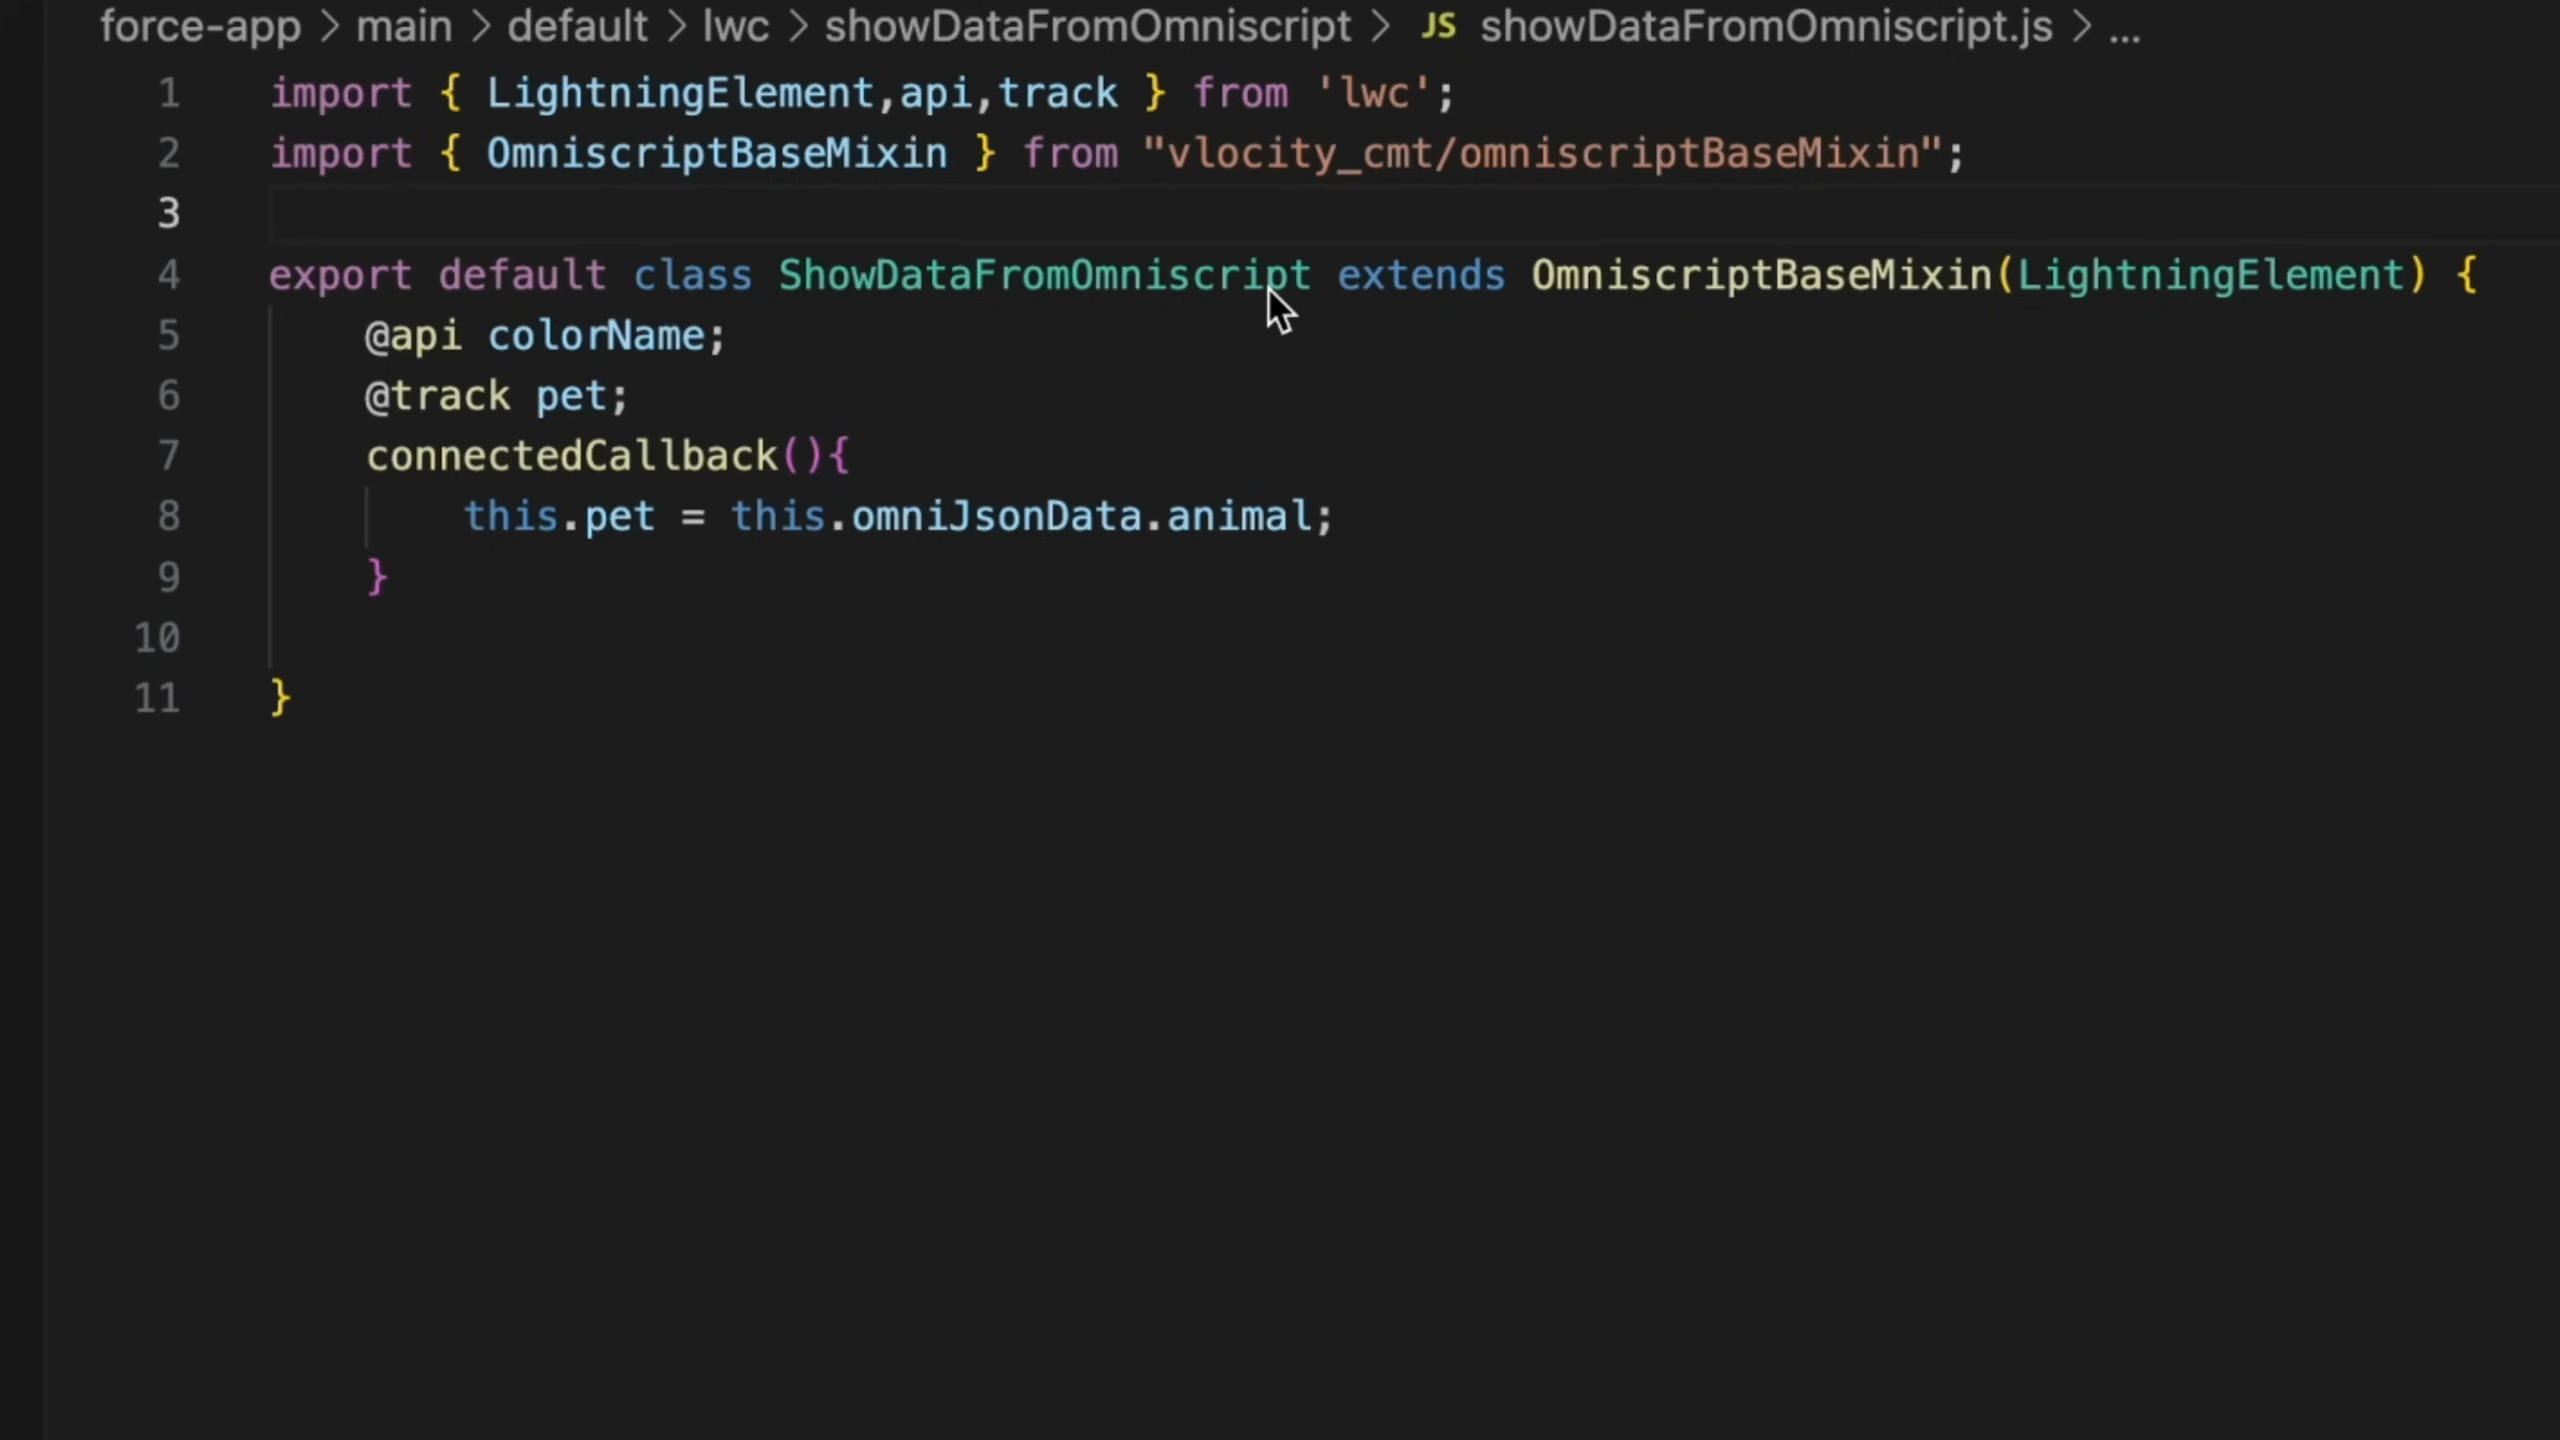 force-app > main > default > lwc > showDataFromOmniscript > JS showDataFromOmniscript.js > ...
1 import { LightningElement,api,track } from 'lwc';
2 import { OmniscriptBaseMixin } from "vlocity_cmt/omniscriptBaseMixin";
3
4 export default class ShowDataFromOmniscript extends OmniscriptBaseMixin(LightningElement) {
5 @api colorName;
6 @track pet;
7 connectedCallback(){
8 this.pet = this.omniJsonData.animal;
9 }
10
11 }